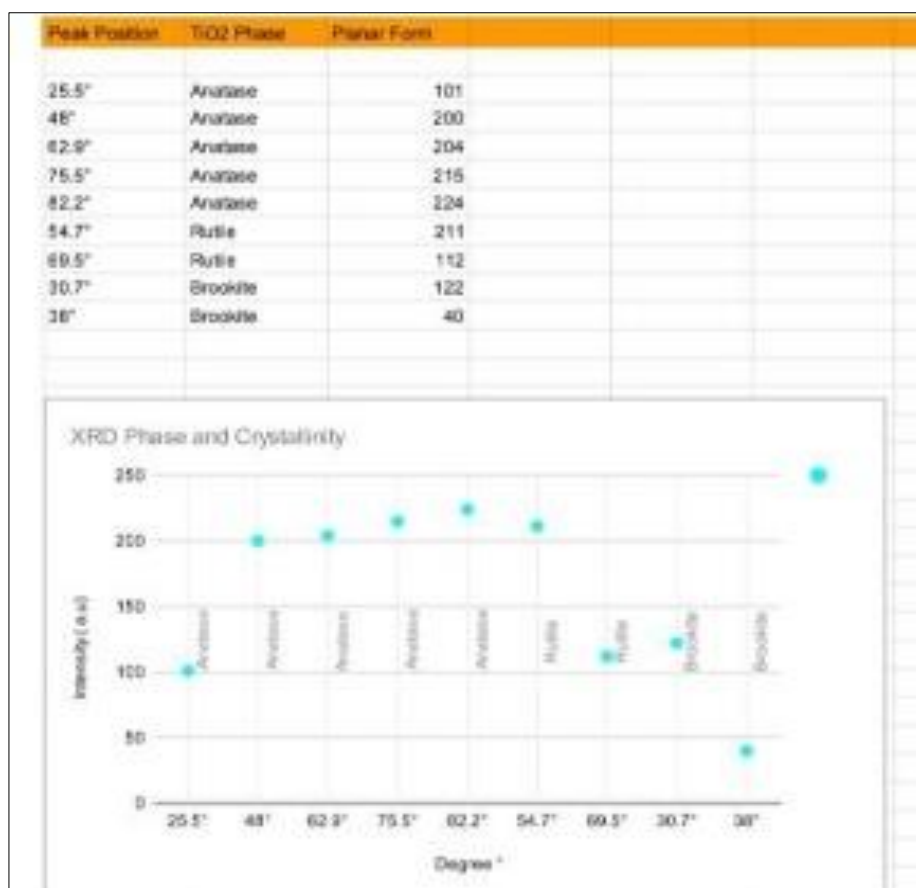 Peak Position TiO2 Phase Planar Form
25.5° Anatase 101
48° Anatase 200
62.9° Anatase 204
75.5° Anatase 215
82.2° Anatase 224
54.7° Rutile 211
69.5° Rutile 112
30.7° Brookite 122
38° Brookite 40
XRD Phase and Crystallinity
250
200
150
100
50
0
Intensity( a.u)
Anatase Anatase Anatase Anatase Anatase Rutile Rutile Brookite Brookite
25.5° 48° 62.9° 75.5° 82.2° 54.7° 69.5° 30.7° 38°
Degree °